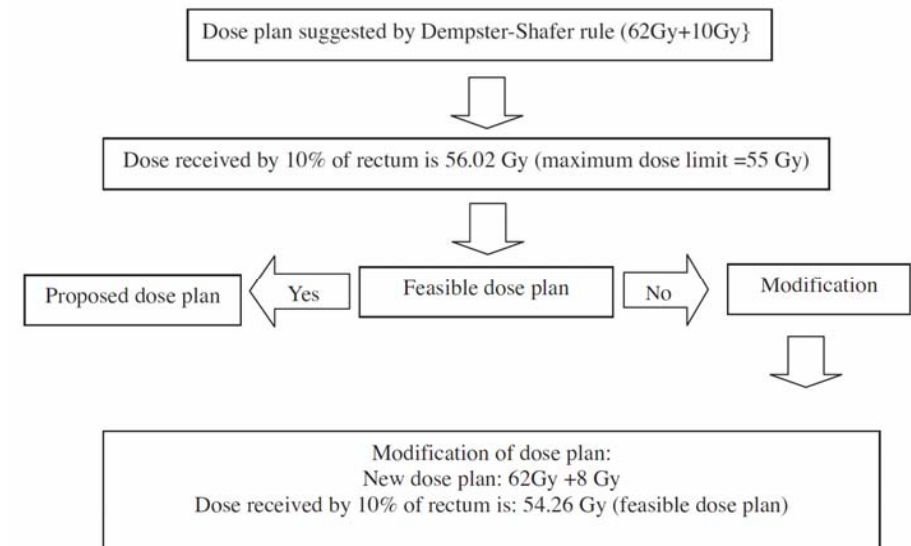 Dose plan suggested by Dempster-Shafer rule (62Gy+10Gy}
Dose received by 10% of rectum is 56.02 Gy (maximum dose limit =55 Gy)
Proposed dose plan
Yes
Feasible dose plan
No
Modification
Modification of dose plan:
New dose plan: 62Gy +8 Gy
Dose received by 10% of rectum is: 54.26 Gy (feasible dose plan)